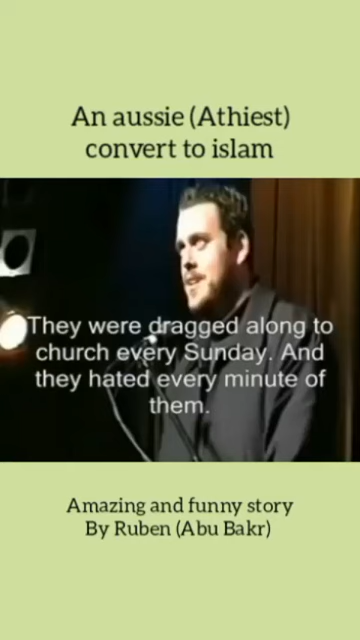 An aussie (Athiest)
convert to islam
They were dragged along to
church every Sunday. And
they hated every minute of
them.
Amazing and funny story
By Ruben (Abu Bakr)